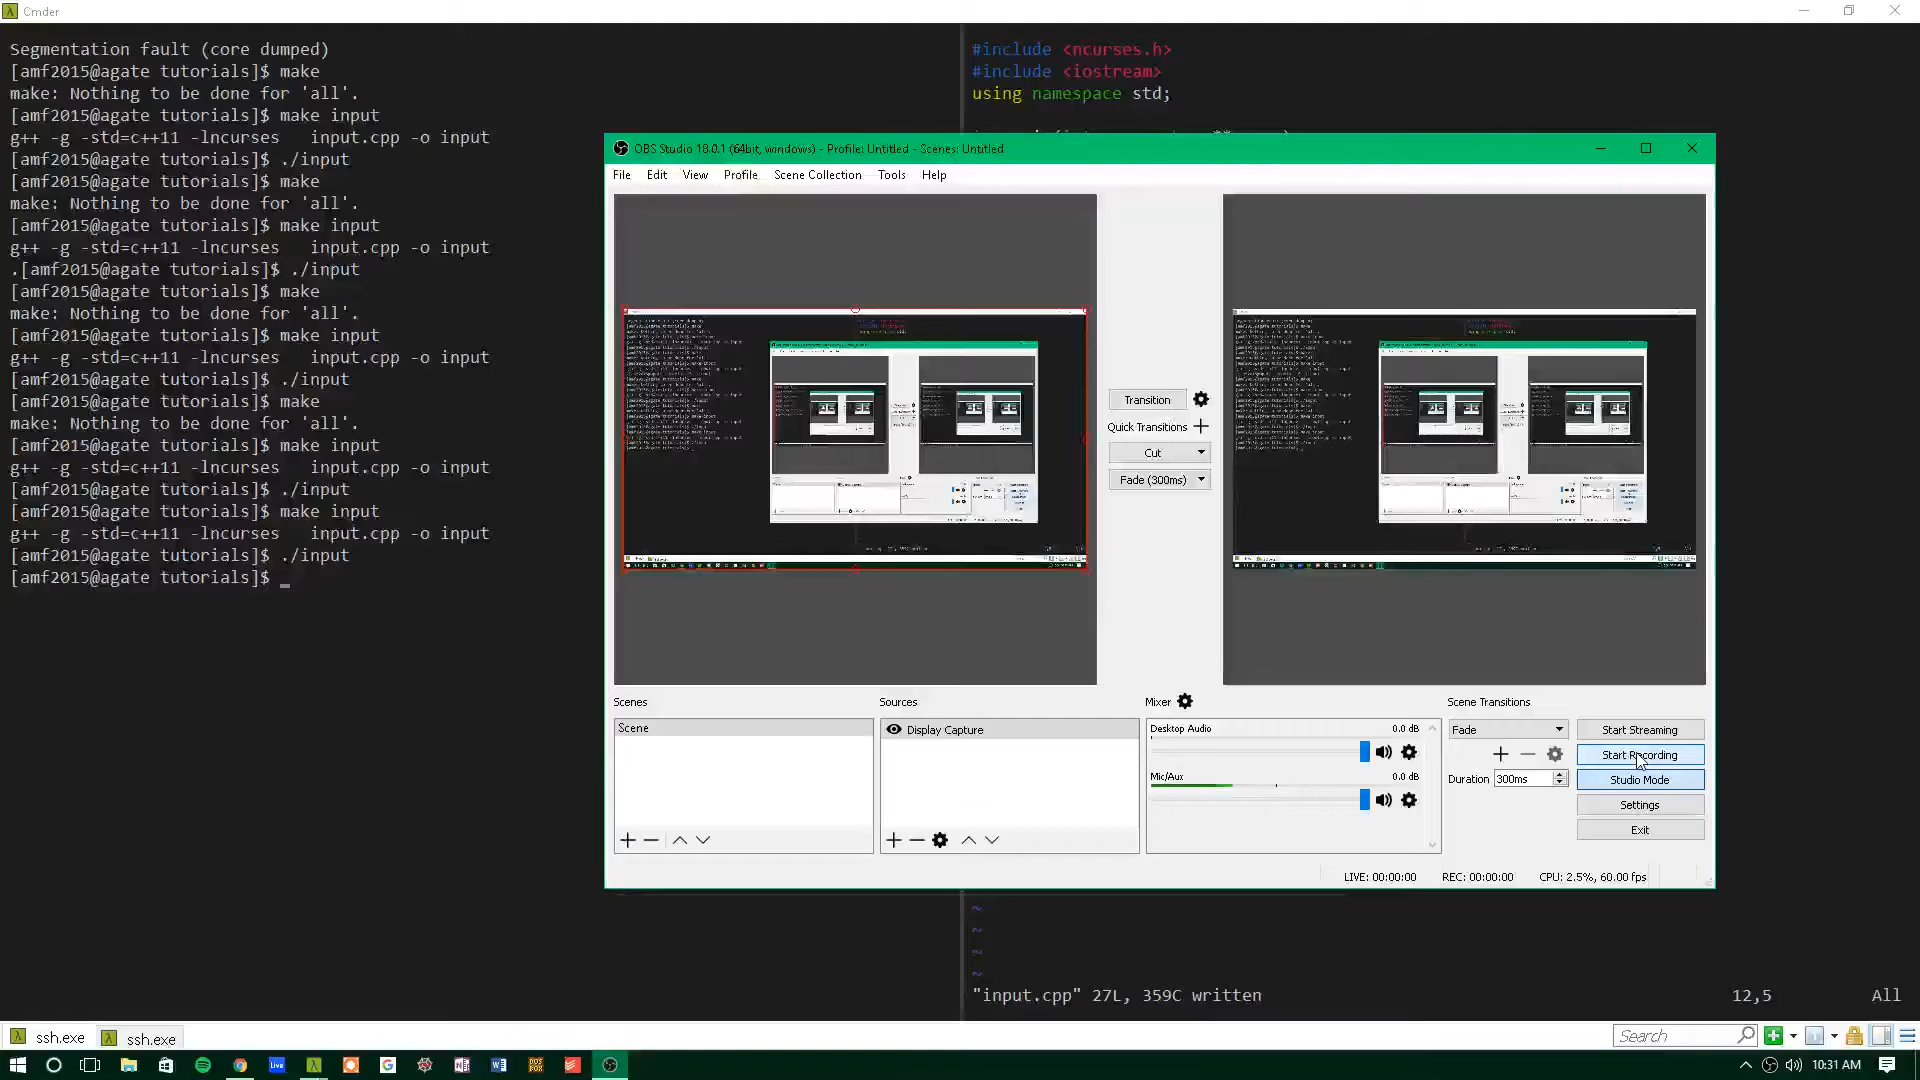 Cmder
Segmentation fault (core dumped)
[amf2015@agate tutorials]$ make
make: Nothing to be done for 'all'.
[amf2015@agate tutorials]$ make input
g++ -g -std=c++11 -lncurses   input.cpp -o input
[amf2015@agate tutorials]$ ./input
[amf2015@agate tutorials]$ make
make: Nothing to be done for 'all'.
[amf2015@agate tutorials]$ make input
g++ -g -std=c++11 -lncurses   input.cpp -o input
.[amf2015@agate tutorials]$ ./input
[amf2015@agate tutorials]$ make
make: Nothing to be done for 'all'.
[amf2015@agate tutorials]$ make input
g++ -g -std=c++11 -lncurses   input.cpp -o input
[amf2015@agate tutorials]$ ./input
[amf2015@agate tutorials]$ make
make: Nothing to be done for 'all'.
[amf2015@agate tutorials]$ make input
g++ -g -std=c++11 -lncurses   input.cpp -o input
[amf2015@agate tutorials]$ ./input
[amf2015@agate tutorials]$ make input
g++ -g -std=c++11 -lncurses   input.cpp -o input
[amf2015@agate tutorials]$ ./input
[amf2015@agate tutorials]$ _
#include <ncurses.h>
#include <iostream>
using namespace std;
OBS Studio 18.0.1 (64bit, windows) - Profile: Untitled - Scenes: Untitled
File Edit View Profile Scene Collection Tools Help
Transition
Quick Transitions
Cut
Fade (300ms)
Scenes
Scene
Sources
Display Capture
Mixer
Desktop Audio 0.0 dB
Mic/Aux 0.0 dB
Scene Transitions
Fade
Duration 300ms
Start Streaming
Start Recording
Studio Mode
Settings
Exit
LIVE: 00:00:00 REC: 00:00:00 CPU: 2.5%, 60.00 fps
~
~
~
~
"input.cpp" 27L, 359C written 12,5 All
ssh.exe ssh.exe
Search
Live
10:31 AM